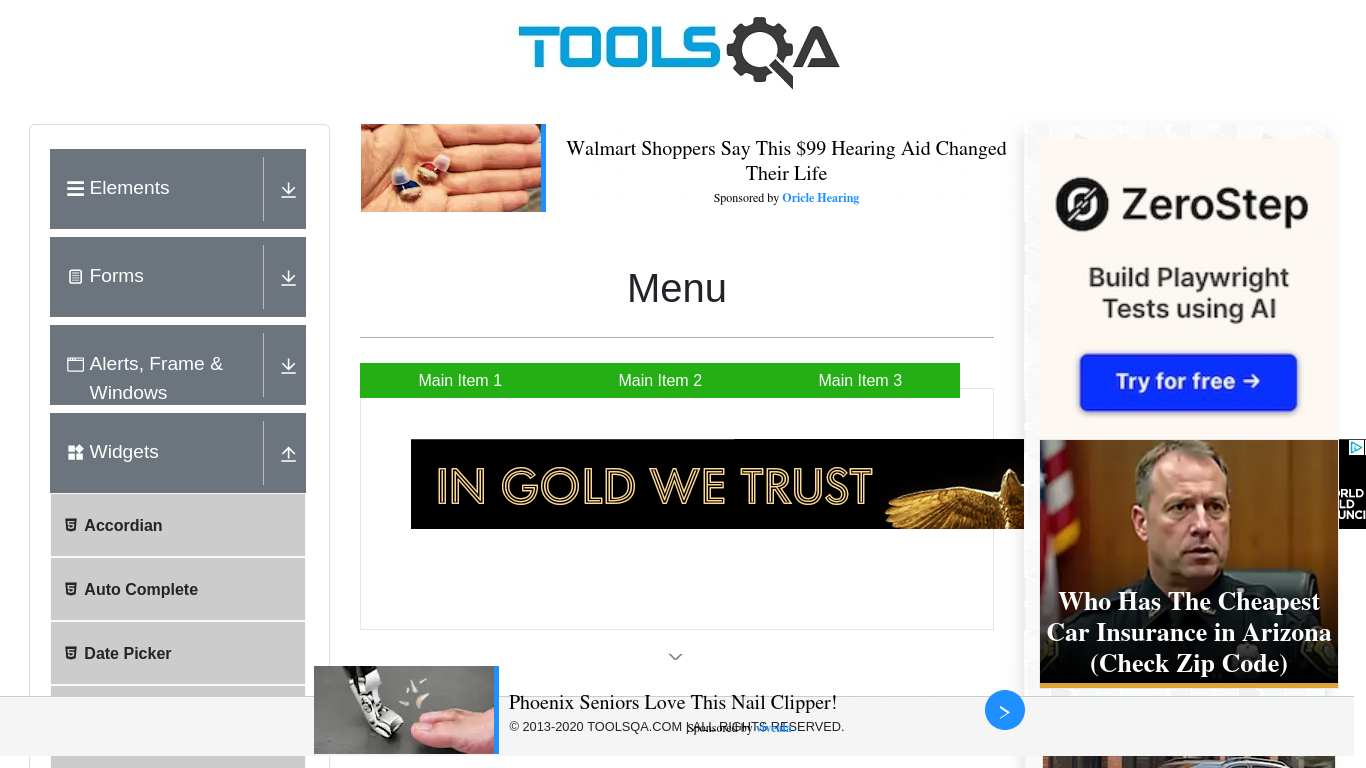 TOOLSQA
Elements
Forms
Alerts, Frame &
Windows
Widgets
Accordian
Auto Complete
Date Picker
Walmart Shoppers Say This $99 Hearing Aid Changed
Their Life
Sponsored by Oricle Hearing
Menu
Main Item 1
Main Item 2
Main Item 3
IN GOLD WE TRUST
ZeroStep
Build Playwright
Tests using AI
Try for free →
Who Has The Cheapest
Car Insurance in Arizona
(Check Zip Code)
Phoenix Seniors Love This Nail Clipper!
© 2013-2020 TOOLSQA.COM | ALL RIGHTS RESERVED.
Sponsored by